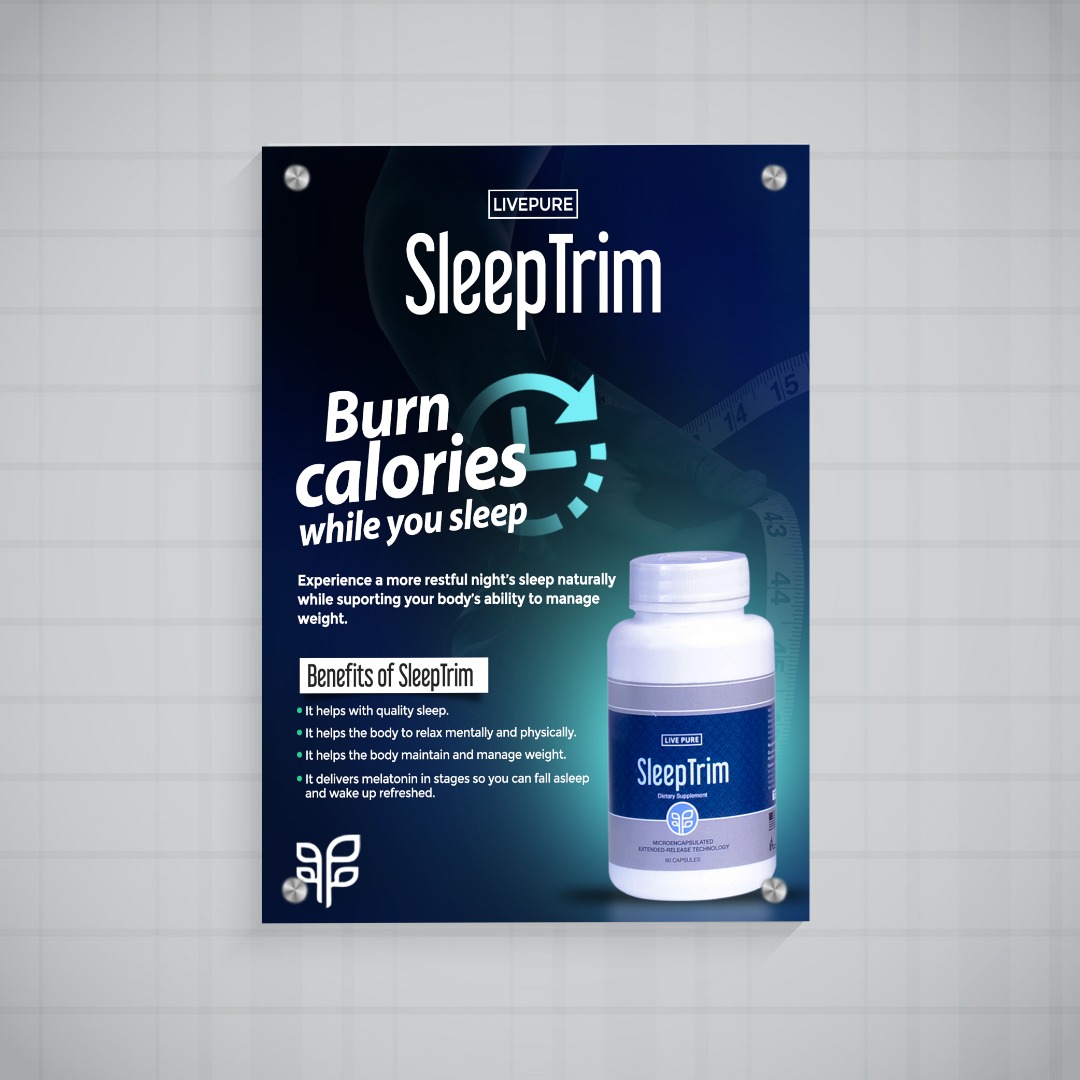 LIVEPURE
SleepTrim
Burn
calories
while you sleep
Experience a more restful night's sleep naturally
while suporting your body's ability to manage
weight.
Benefits of SleepTrim
It helps with quality sleep.
It helps the body to relax mentally and physically.
It helps the body maintain and manage weight.
It delivers melatonin in stages so you can fall asleep
and wake up refreshed.
14
15
43
44
LIVE PURE
SleepTrim
Dietary Supplement
MICROENCAPSULATED
EXTENDED-RELEASE TECHNOLOGY
60 CAPSULES